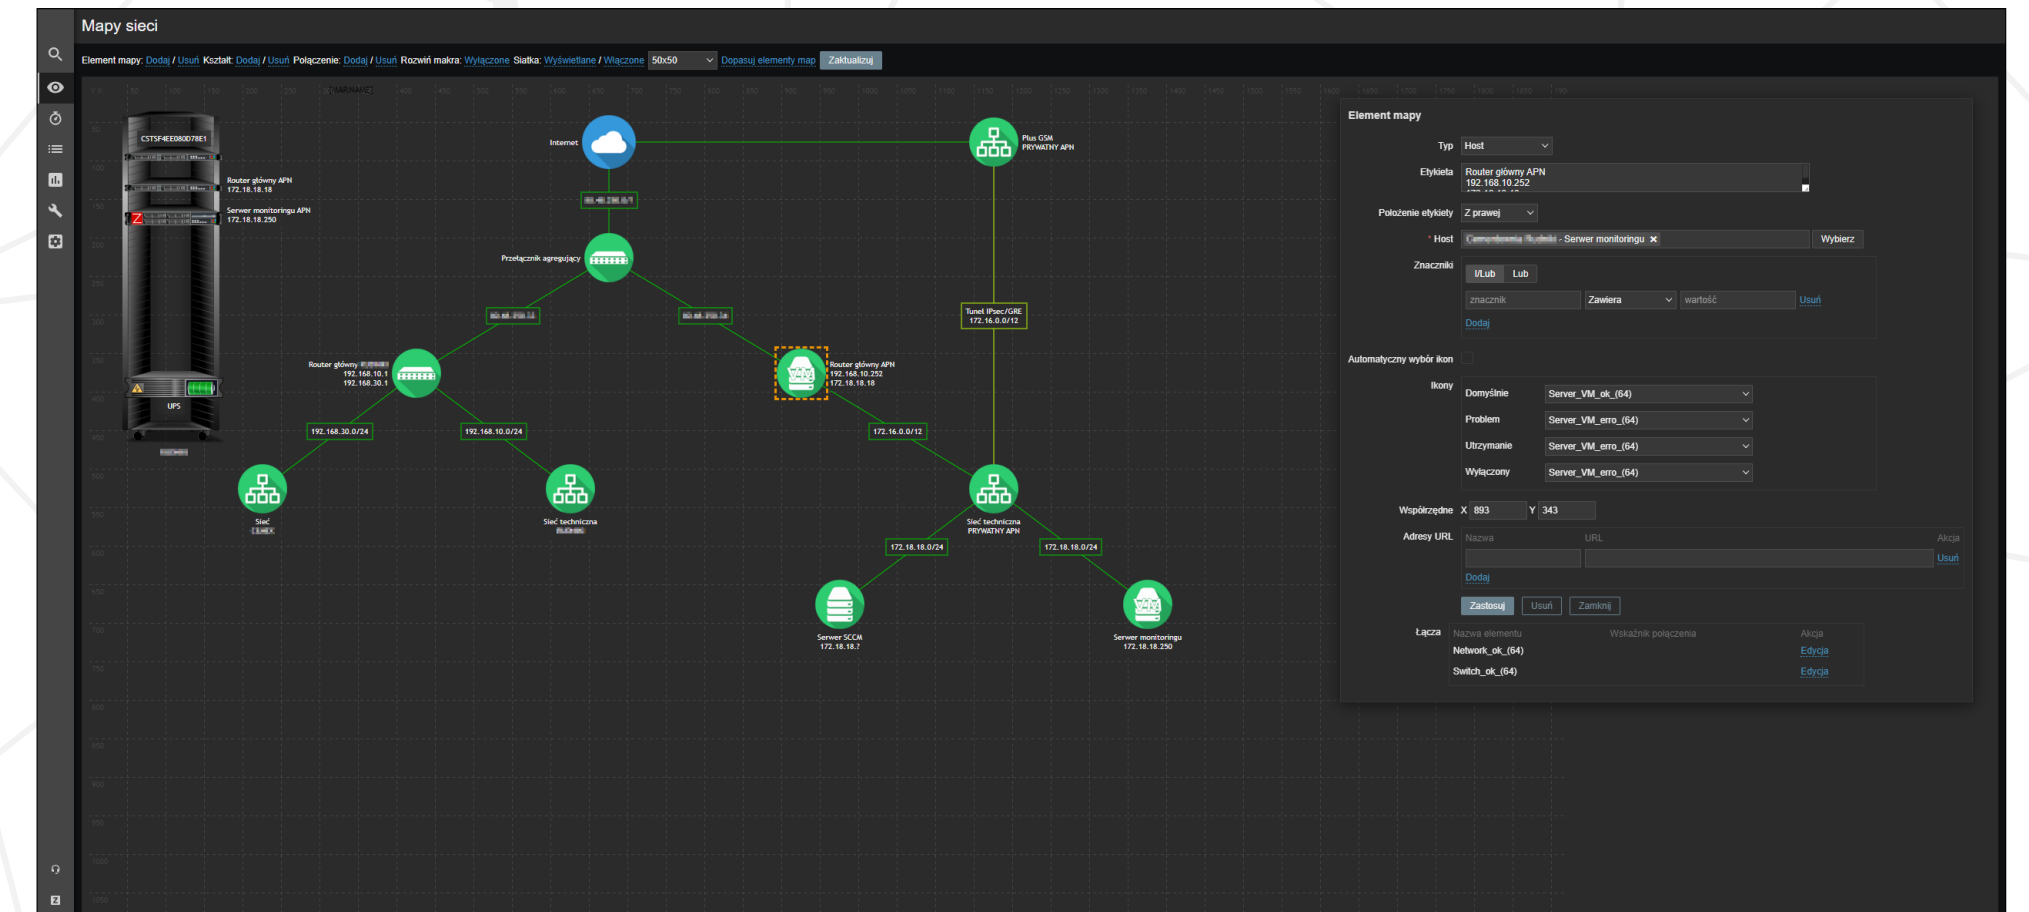 Mapy sieci
Element mapy: Dodaj / Usuń Kształt: Dodaj / Usuń Połączenie: Dodaj / Usuń Rozwiń makra: Wyłączone Siatka: Wyświetlane / Włączone 50x50 Dopasuj elementy map Zaktualizuj
CSTSF4EE080D78E1
Router główny APN
172.18.18.18
Serwer monitoringu APN
172.18.18.250
UPS
Internet
Plus GSM
PRYWATNY APN
Przełącznik agregujący
Tunel IPsec/GRE
172.16.0.0/12
Router główny
192.168.10.1
192.168.30.1
Router główny APN
192.168.10.252
172.18.18.18
192.168.30.0/24
192.168.10.0/24
172.16.0.0/12
Sieć
Sieć techniczna
Sieć techniczna
PRYWATNY APN
172.18.18.0/24
172.18.18.0/24
Serwer SCCM
172.18.18.?
Serwer monitoringu
172.18.18.250
Element mapy
Typ Host
Etykieta Router główny APN
192.168.10.252
Położenie etykiety Z prawej
* Host - Serwer monitoringu Wybierz
Znaczniki I/Lub Lub
znacznik Zawiera wartość Usuń
Dodaj
Automatyczny wybór ikon
Ikony
Domyślnie Server_VM_ok_(64)
Problem Server_VM_erro_(64)
Utrzymanie Server_VM_erro_(64)
Wyłączony Server_VM_erro_(64)
Współrzędne X 893 Y 343
Adresy URL Nazwa URL Akcja
Usuń
Dodaj
Zastosuj Usuń Zamknij
Łącza Nazwa elementu Wskaźnik połączenia Akcja
Network_ok_(64) Edycja
Switch_ok_(64) Edycja